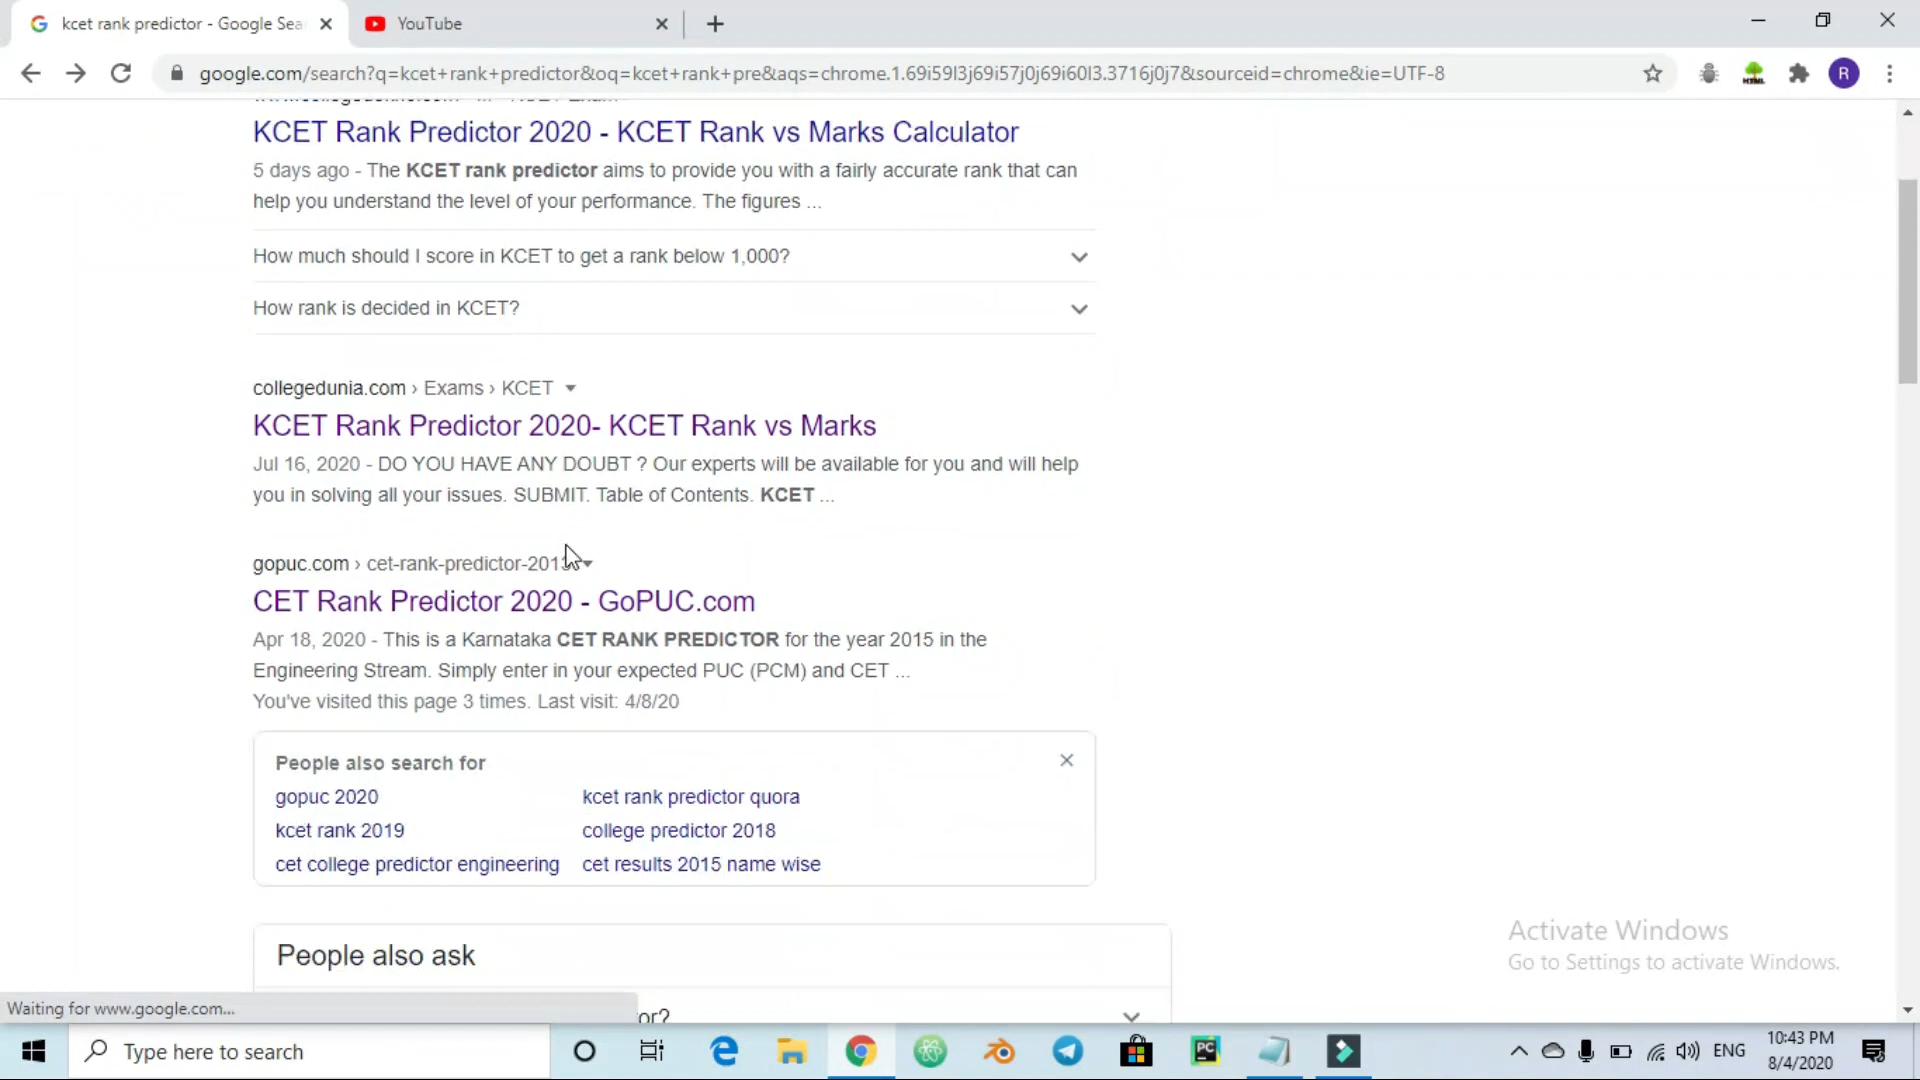 kcet rank predictor - Google Sea
YouTube
google.com/search?q=kcet+rank+predictor&oq=kcet+rank+pre&aqs=chrome.1.69i59l3j69i57j0j69i60l3.3716j0j7&sourceid=chrome&ie=UTF-8
R
KCET Rank Predictor 2020 - KCET Rank vs Marks Calculator
5 days ago - The KCET rank predictor aims to provide you with a fairly accurate rank that can
help you understand the level of your performance. The figures ...
How much should I score in KCET to get a rank below 1,000?
How rank is decided in KCET?
collegedunia.com › Exams › KCET
KCET Rank Predictor 2020- KCET Rank vs Marks
Jul 16, 2020 - DO YOU HAVE ANY DOUBT ? Our experts will be available for you and will help
you in solving all your issues. SUBMIT. Table of Contents. KCET ...
gopuc.com › cet-rank-predictor-201
CET Rank Predictor 2020 - GoPUC.com
Apr 18, 2020 - This is a Karnataka CET RANK PREDICTOR for the year 2015 in the
Engineering Stream. Simply enter in your expected PUC (PCM) and CET ...
You've visited this page 3 times. Last visit: 4/8/20
People also search for
gopuc 2020 kcet rank predictor quora
kcet rank 2019 college predictor 2018
cet college predictor engineering cet results 2015 name wise
People also ask
Activate Windows
Go to Settings to activate Windows.
Waiting for www.google.com...
or?
Type here to search
ENG
10:43 PM
8/4/2020